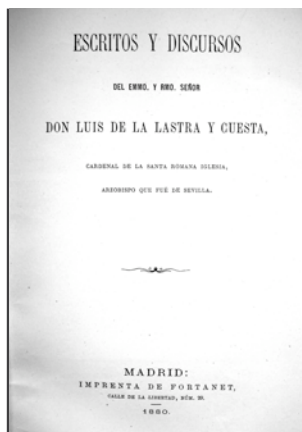 ESCRITOS Y DISCURSOS
DEL EMMO. Y RMO. SEÑOR
DON LUIS DE LA LASTRA Y CUESTA,
CARDENAL DE LA SANTA ROMANA IGLESIA,
ARZOBISPO QUE FUÉ DE SEVILLA.
MADRID:
IMPRENTA DE FORTANET,
CALLE DE LA LIBERTAD, NÚM. 29.
1880.